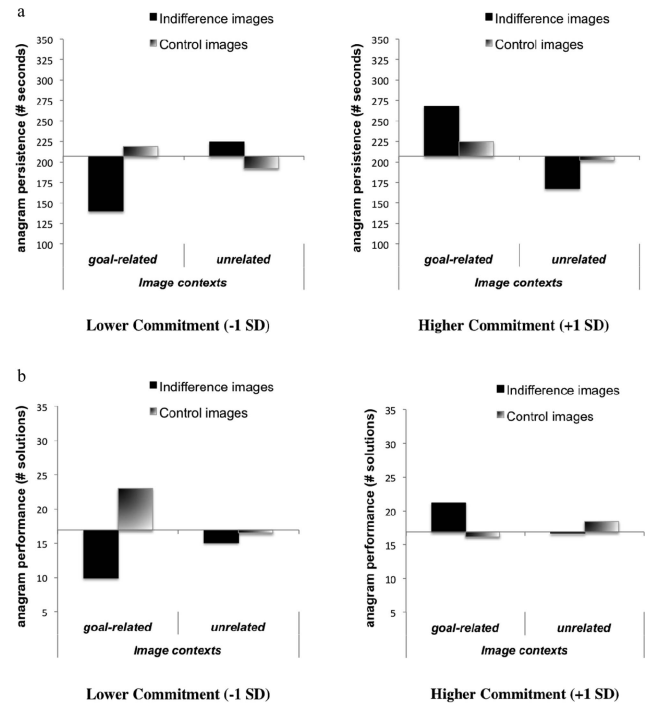 a
Indifference images
Control images
anagram persistence (# seconds)
350
325
300
275
250
225
200
175
150
125
100
goal-related
unrelated
Image contexts
Lower Commitment (-1 SD)
Indifference images
Control images
anagram persistence (# seconds)
350
325
300
275
250
225
200
175
150
125
100
goal-related
unrelated
Image contexts
Higher Commitment (+1 SD)
b
Indifference images
Control images
anagram performance (# solutions)
35
30
25
20
15
10
5
goal-related
unrelated
Image contexts
Lower Commitment (-1 SD)
Indifference images
Control images
anagram performance (# solutions)
35
30
25
20
15
10
5
goal-related
unrelated
Image contexts
Higher Commitment (+1 SD)